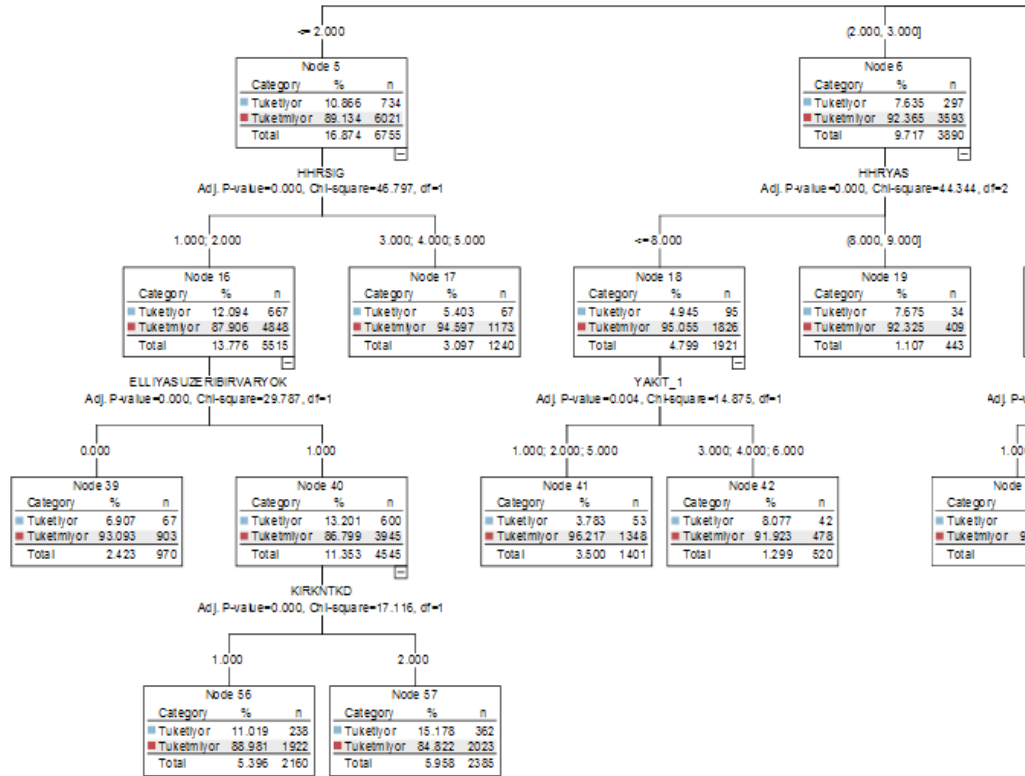 <= 2.000
(2.000, 3.000]
Node 5
Category % n
Tuketiyor 10.866 734
Tuketmiyor 89.134 6021
Total 16.874 6755
Node 6
Category % n
Tuketiyor 7.635 297
Tuketmiyor 92.365 3593
Total 9.717 3890
HHRSIG
Adj. P-value=0.000, Chi-square=46.797, df=1
HHRYAS
Adj. P-value=0.000, Chi-square=44.344, df=2
1.000; 2.000
3.000; 4.000; 5.000
<= 8.000
(8.000, 9.000]
Node 16
Category % n
Tuketiyor 12.094 667
Tuketmiyor 87.906 4848
Total 13.776 5515
Node 17
Category % n
Tuketiyor 5.403 67
Tuketmiyor 94.597 1173
Total 3.097 1240
Node 18
Category % n
Tuketiyor 4.945 95
Tuketmiyor 95.055 1826
Total 4.799 1921
Node 19
Category % n
Tuketiyor 7.675 34
Tuketmiyor 92.325 409
Total 1.107 443
ELLIYASUZERIBIRVARYOK
Adj. P-value=0.000, Chi-square=29.787, df=1
YAKIT_1
Adj. P-value=0.004, Chi-square=14.875, df=1
Adj. P-v
0.000
1.000
1.000; 2.000; 5.000
3.000; 4.000; 6.000
1.00
Node 39
Category % n
Tuketiyor 6.907 67
Tuketmiyor 93.093 903
Total 2.423 970
Node 40
Category % n
Tuketiyor 13.201 600
Tuketmiyor 86.799 3945
Total 11.353 4545
Node 41
Category % n
Tuketiyor 3.783 53
Tuketmiyor 96.217 1348
Total 3.500 1401
Node 42
Category % n
Tuketiyor 8.077 42
Tuketmiyor 91.923 478
Total 1.299 520
Node
Category
Tuketiyor
Tuketmiyor 9
Total
KIRKNTKD
Adj. P-value=0.000, Chi-square=17.116, df=1
1.000
2.000
Node 56
Category % n
Tuketiyor 11.019 238
Tuketmiyor 88.981 1922
Total 5.396 2160
Node 57
Category % n
Tuketiyor 15.178 362
Tuketmiyor 84.822 2023
Total 5.958 2385